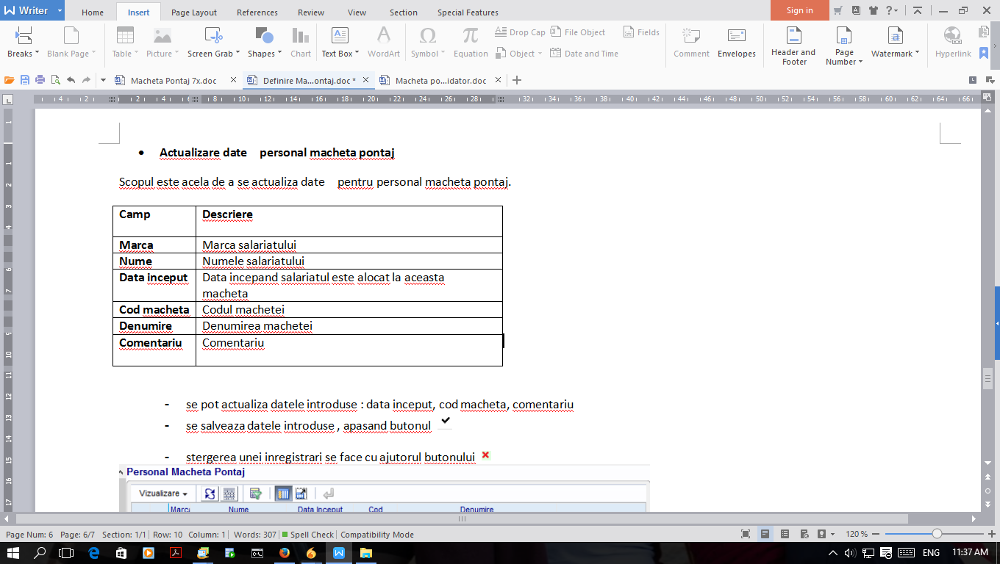 Writer Home Insert Page Layout References Review View Section Special Features Sign in
Breaks Blank Page Table Picture Screen Grab Shapes Chart Text Box WordArt Drop Cap Object File Object Date and Time Symbol Equation Fields Comment Envelopes Header and Footer Page Number Watermark Hyperlink
Macheta Pontaj 7x.doc Definire Ma...ontaj.doc * Macheta po...idator.doc
• Actualizare date personal macheta pontaj
Scopul este acela de a se actualiza date pentru personal macheta pontaj.
Camp Descriere
Marca Marca salariatului
Nume Numele salariatului
Data inceput Data incepand salariatul este alocat la aceasta
macheta
Cod macheta Codul machetei
Denumire Denumirea machetei
Comentariu Comentariu
- se pot actualiza datele introduse : data inceput, cod macheta, comentariu
- se salveaza datele introduse , apasand butonul
- stergerea unei inregistrari se face cu ajutorul butonului
Personal Macheta Pontaj
Vizualizare
Marca Nume Data Inceput Cod Denumire
Page Num: 6 Page: 6/7 Section: 1/1 Row: 10 Column: 1 Words: 307 Spell Check Compatibility Mode 120 %
ENG 11:37 AM